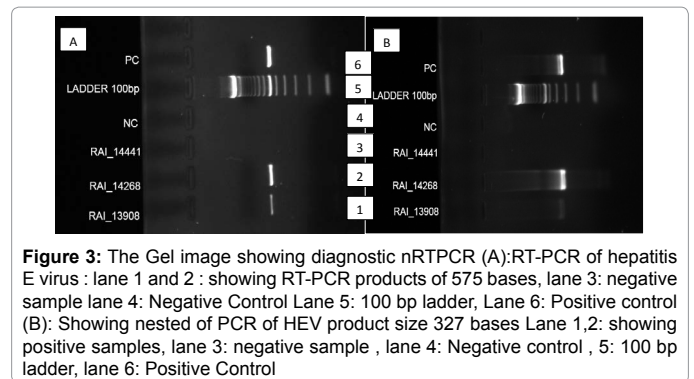 A
PC
LADDER 100bp
NC
RAI_14441
RAI_14268
RAI_13908
6
5
4
3
2
1
B
PC
LADDER 100bp
NC
RAI_14441
RAI_14268
RAI_13908
Figure 3: The Gel image showing diagnostic nRTPCR (A):RT-PCR of hepatitis
E virus : lane 1 and 2 : showing RT-PCR products of 575 bases, lane 3: negative
sample lane 4: Negative Control Lane 5: 100 bp ladder, Lane 6: Positive control
(B): Showing nested of PCR of HEV product size 327 bases Lane 1,2: showing
positive samples, lane 3: negative sample , lane 4: Negative control , 5: 100 bp
ladder, lane 6: Positive Control